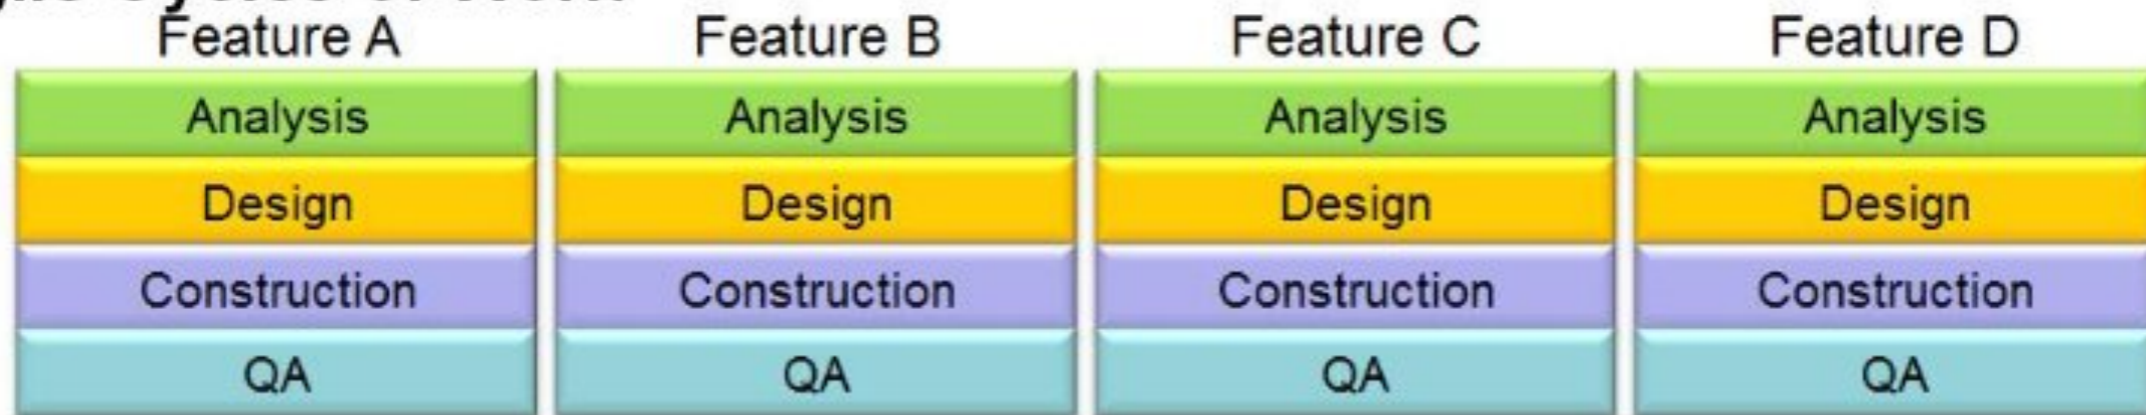 Feature A Feature B Feature C Feature D
Analysis Analysis Analysis Analysis
Design Design Design Design
Construction Construction Construction Construction
QA QA QA QA